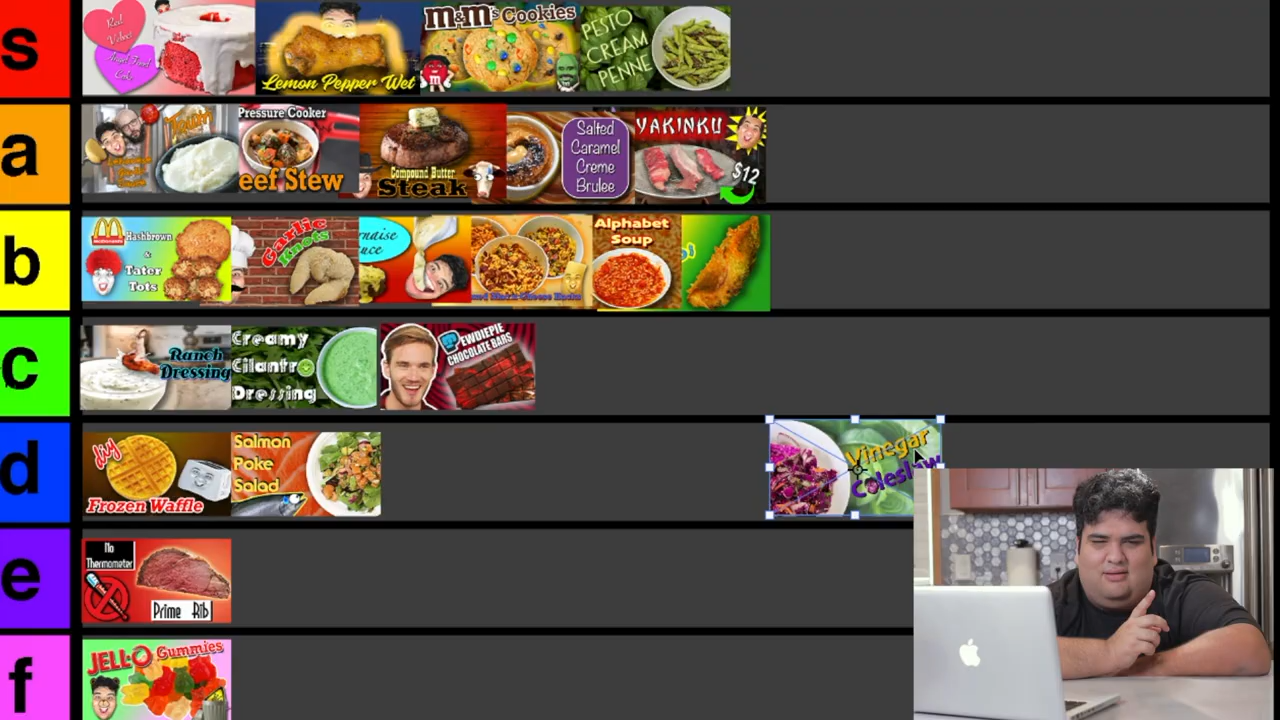 s
Red
Velvet
Angel Food
Cake
Lemon Pepper Wet
m&m's Cookies
m
PESTO
CREAM
PENNE
a
Pressure Cooker
eef Stew
Compound Butter
Steak
Salted
Caramel
Creme
Brulee
YAKINKU
$12
b
McDonald's
Hashbrown
&
Tater
Tots
Garlic
Knots
rnaise
uce
Alphabet
Soup
c
Ranch
Dressing
Creamy
Cilantro
Dressing
PEWDIEPIE
CHOCOLATE BARS
d
diy
Frozen Waffle
Salmon
Poke
Salad
Vinegar
Coleslaw
e
No
Thermometer
Prime Rib
f
JELL-O Gummies